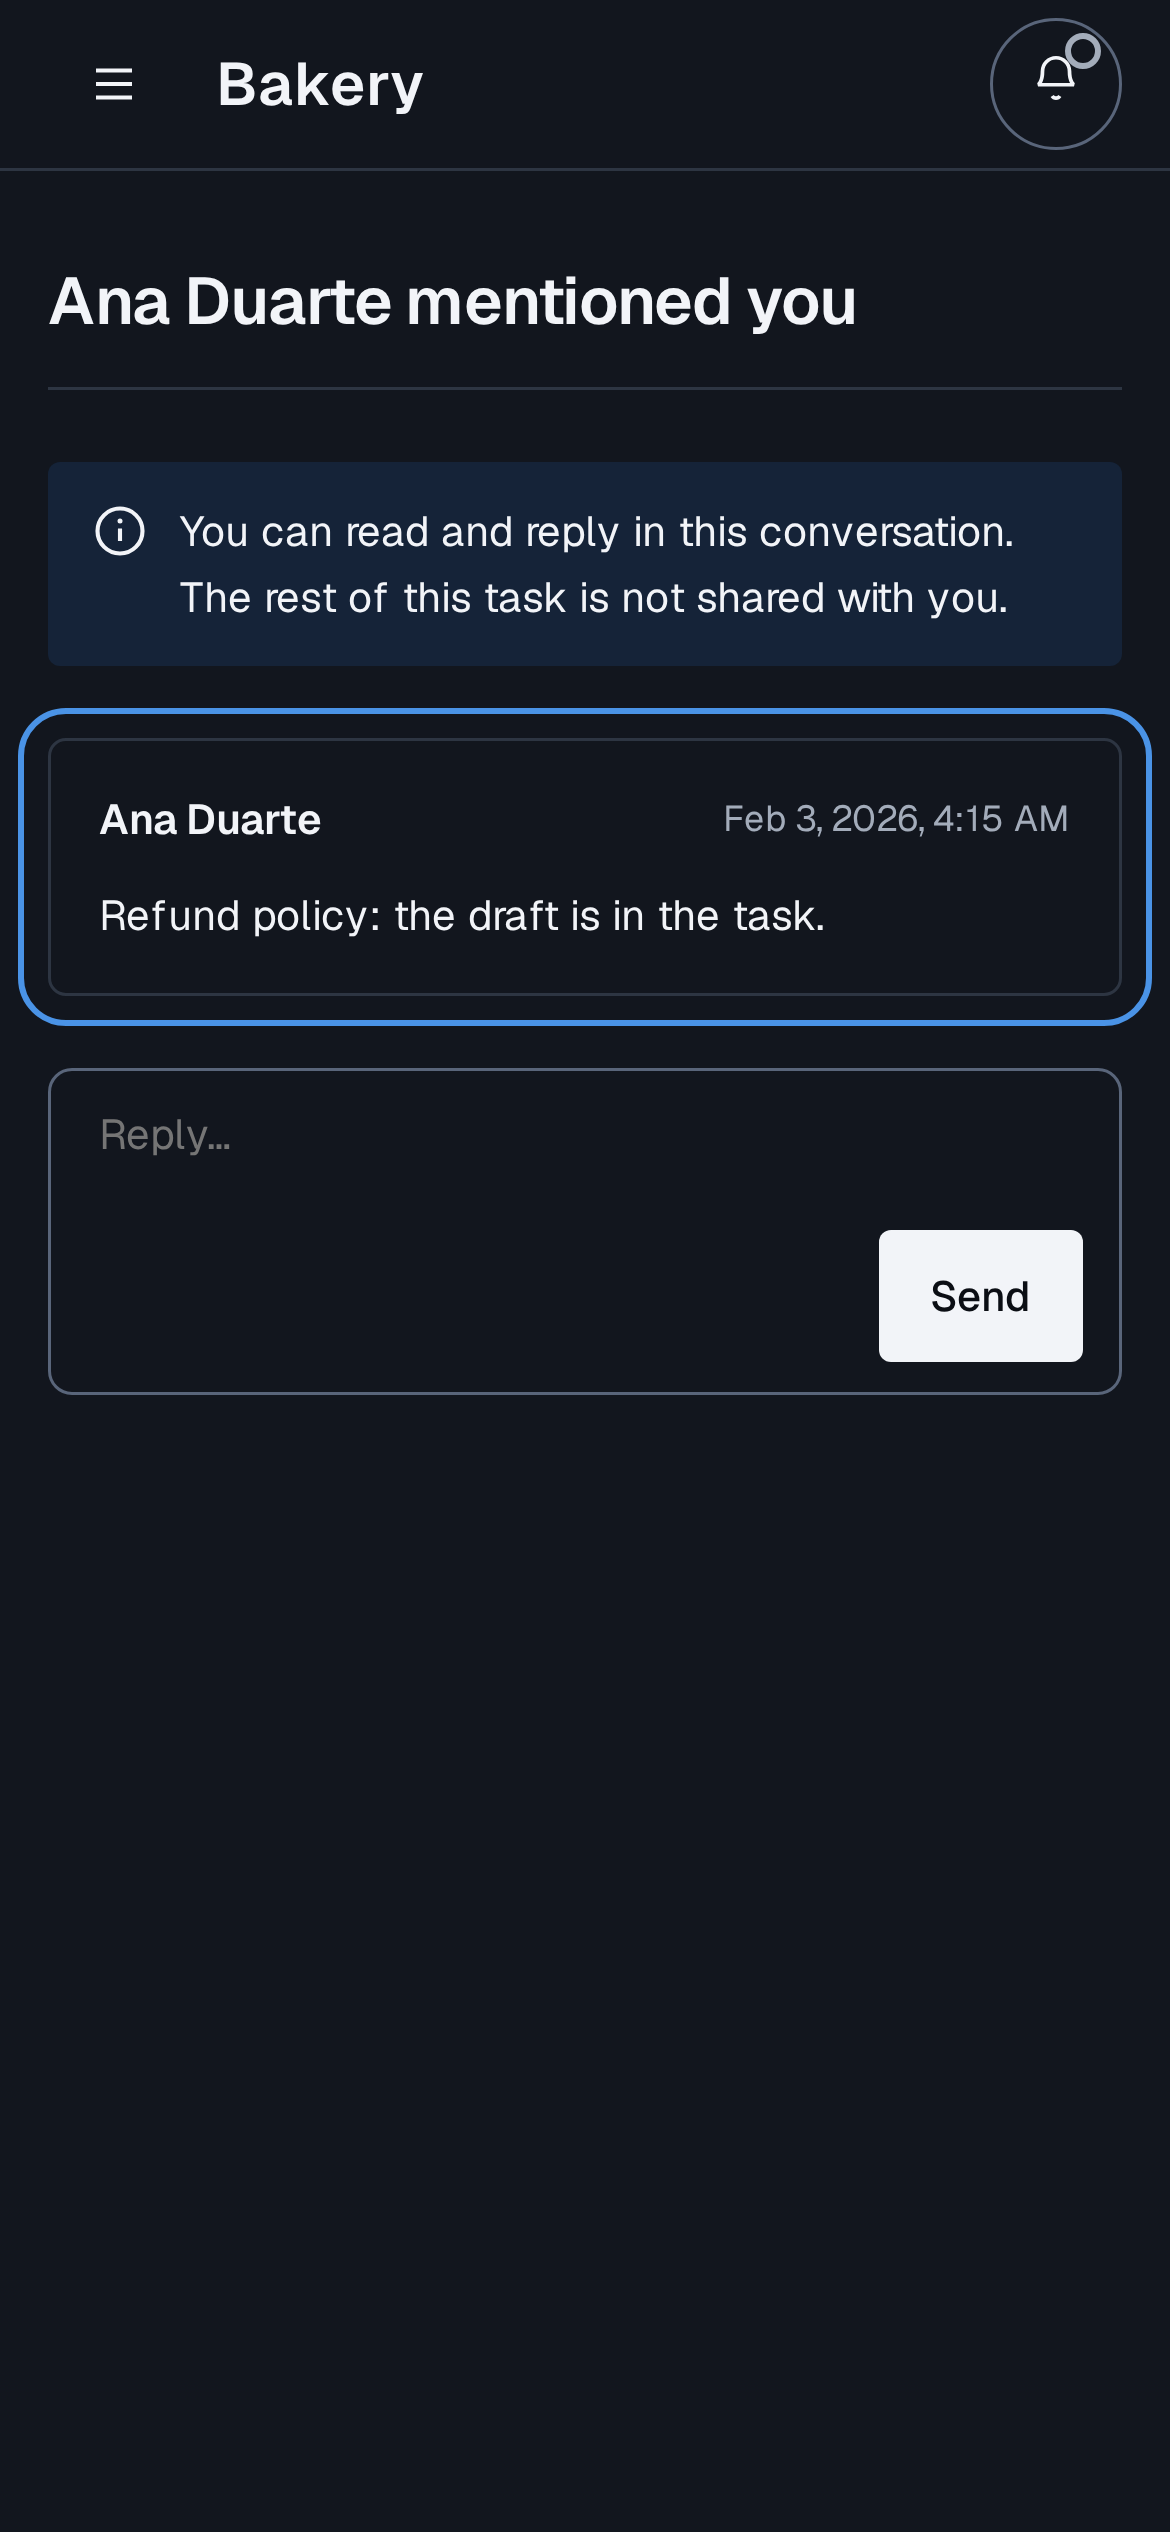 Bakery
Ana Duarte mentioned you
You can read and reply in this conversation.
The rest of this task is not shared with you.
Ana Duarte
Feb 3, 2026, 4:15 AM
Refund policy: the draft is in the task.
Reply...
Send